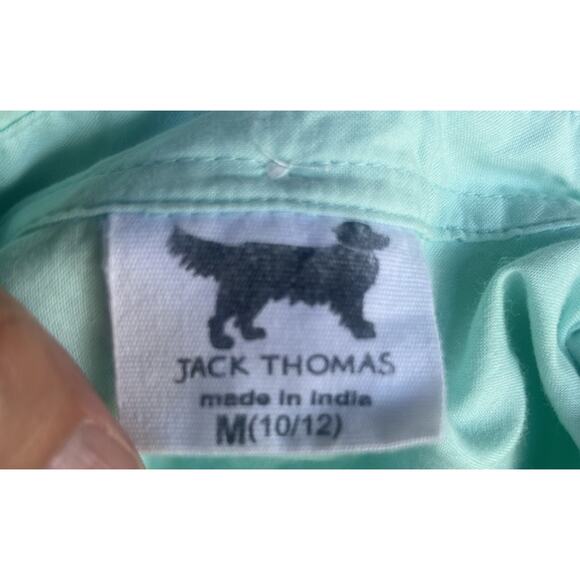 JACK THOMAS
made in India
M(10/12)